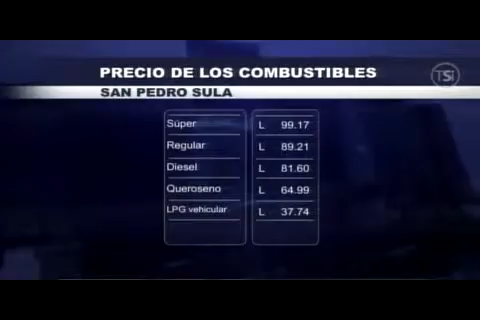 PRECIO DE LOS COMBUSTIBLES
TSi
SAN PEDRO SULA
Súper L 99.17
Regular L 89.21
Diesel L 81.60
Queroseno L 64.99
LPG vehicular L 37.74